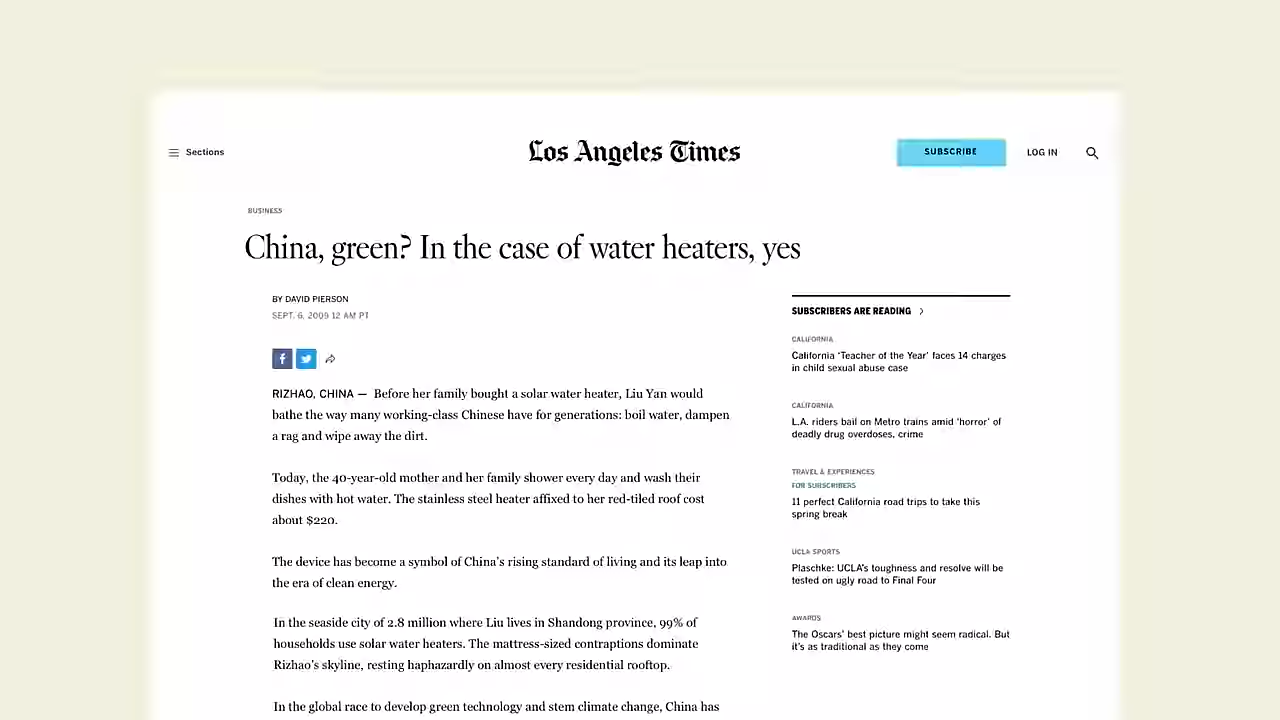 Sections
Los Angeles Times
SUBSCRIBE
LOG IN
BUSINESS
China, green? In the case of water heaters, yes
BY DAVID PIERSON
SEPT. 6, 2009 12 AM PT
RIZHAO, CHINA — Before her family bought a solar water heater, Liu Yan would
bathe the way many working-class Chinese have for generations: boil water, dampen
a rag and wipe away the dirt.
Today, the 40-year-old mother and her family shower every day and wash their
dishes with hot water. The stainless steel heater affixed to her red-tiled roof cost
about $220.
The device has become a symbol of China's rising standard of living and its leap into
the era of clean energy.
In the seaside city of 2.8 million where Liu lives in Shandong province, 99% of
households use solar water heaters. The mattress-sized contraptions dominate
Rizhao's skyline, resting haphazardly on almost every residential rooftop.
In the global race to develop green technology and stem climate change, China has
SUBSCRIBERS ARE READING
CALIFORNIA
California 'Teacher of the Year' faces 14 charges
in child sexual abuse case
CALIFORNIA
L.A. riders bail on Metro trains amid 'horror' of
deadly drug overdoses, crime
TRAVEL & EXPERIENCES
FOR SUBSCRIBERS
11 perfect California road trips to take this
spring break
UCLA SPORTS
Plaschke: UCLA's toughness and resolve will be
tested on ugly road to Final Four
AWARDS
The Oscars' best picture might seem radical. But
it's as traditional as they come